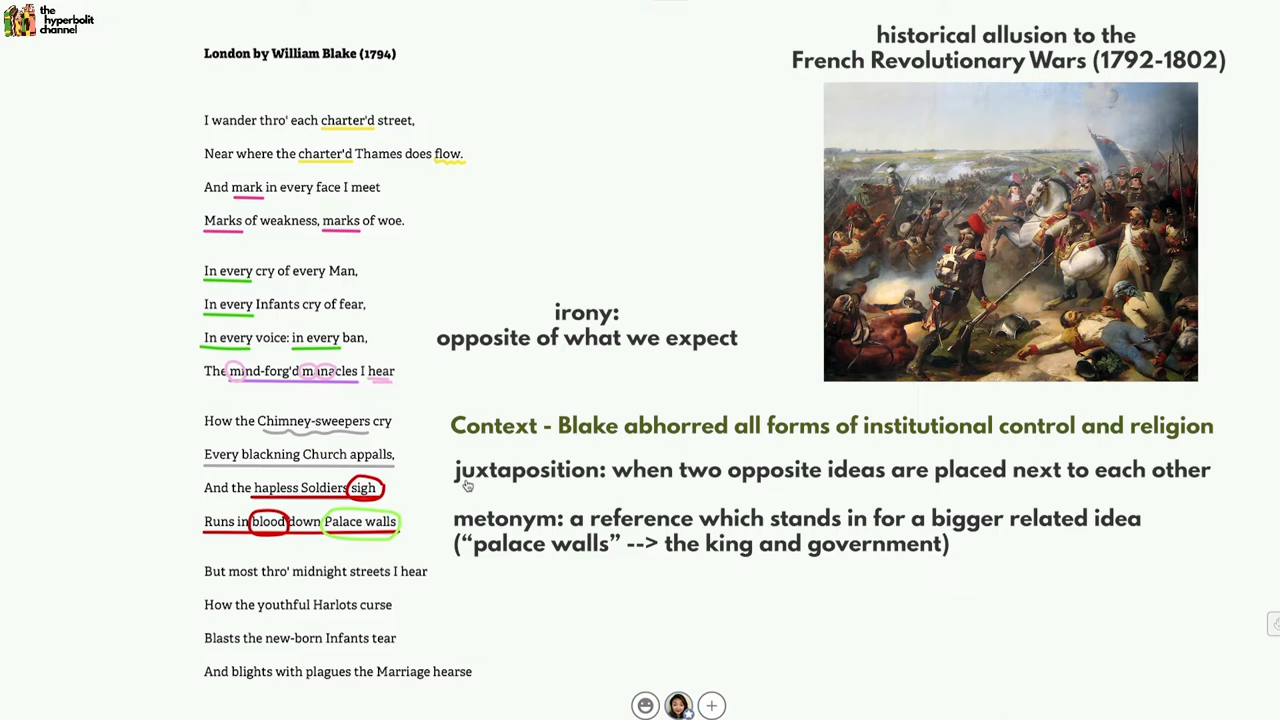 the
hyperbolit
channel
London by William Blake (1794)
I wander thro' each charter'd street,
Near where the charter'd Thames does flow.
And mark in every face I meet
Marks of weakness, marks of woe.
In every cry of every Man,
In every Infants cry of fear,
In every voice: in every ban,
The mind-forg'd manacles I hear
How the Chimney-sweepers cry
Every blackning Church appalls,
And the hapless Soldiers sigh
Runs in blood down Palace walls
But most thro' midnight streets I hear
How the youthful Harlots curse
Blasts the new-born Infants tear
And blights with plagues the Marriage hearse
historical allusion to the
French Revolutionary Wars (1792-1802)
irony:
opposite of what we expect
Context - Blake abhorred all forms of institutional control and religion
juxtaposition: when two opposite ideas are placed next to each other
metonym: a reference which stands in for a bigger related idea
(“palace walls” --> the king and government)